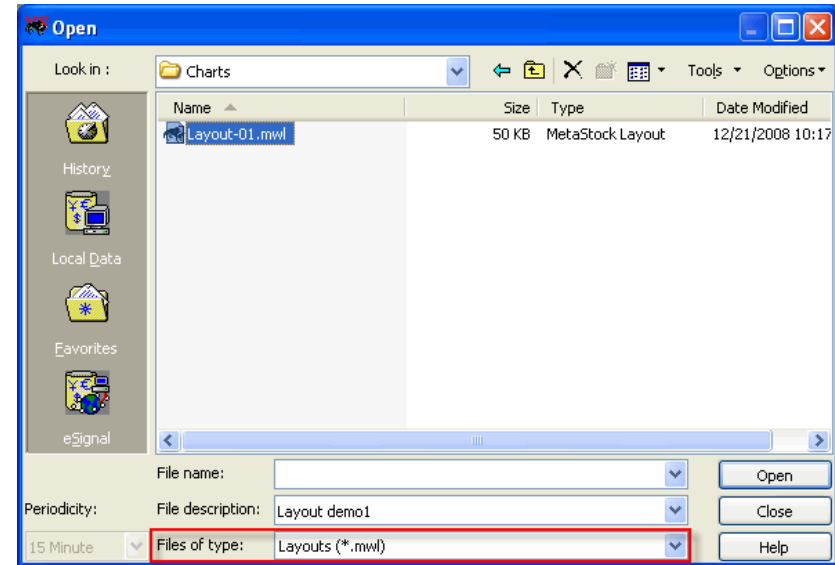 Open
Look in :
Charts
Tools
Options
Name
Size
Type
Date Modified
Layout-01.mwl
50 KB
MetaStock Layout
12/21/2008 10:17
History
Local Data
Favorites
eSignal
File name:
Open
Periodicity:
File description:
Layout demo1
Close
15 Minute
Files of type:
Layouts (*.mwl)
Help